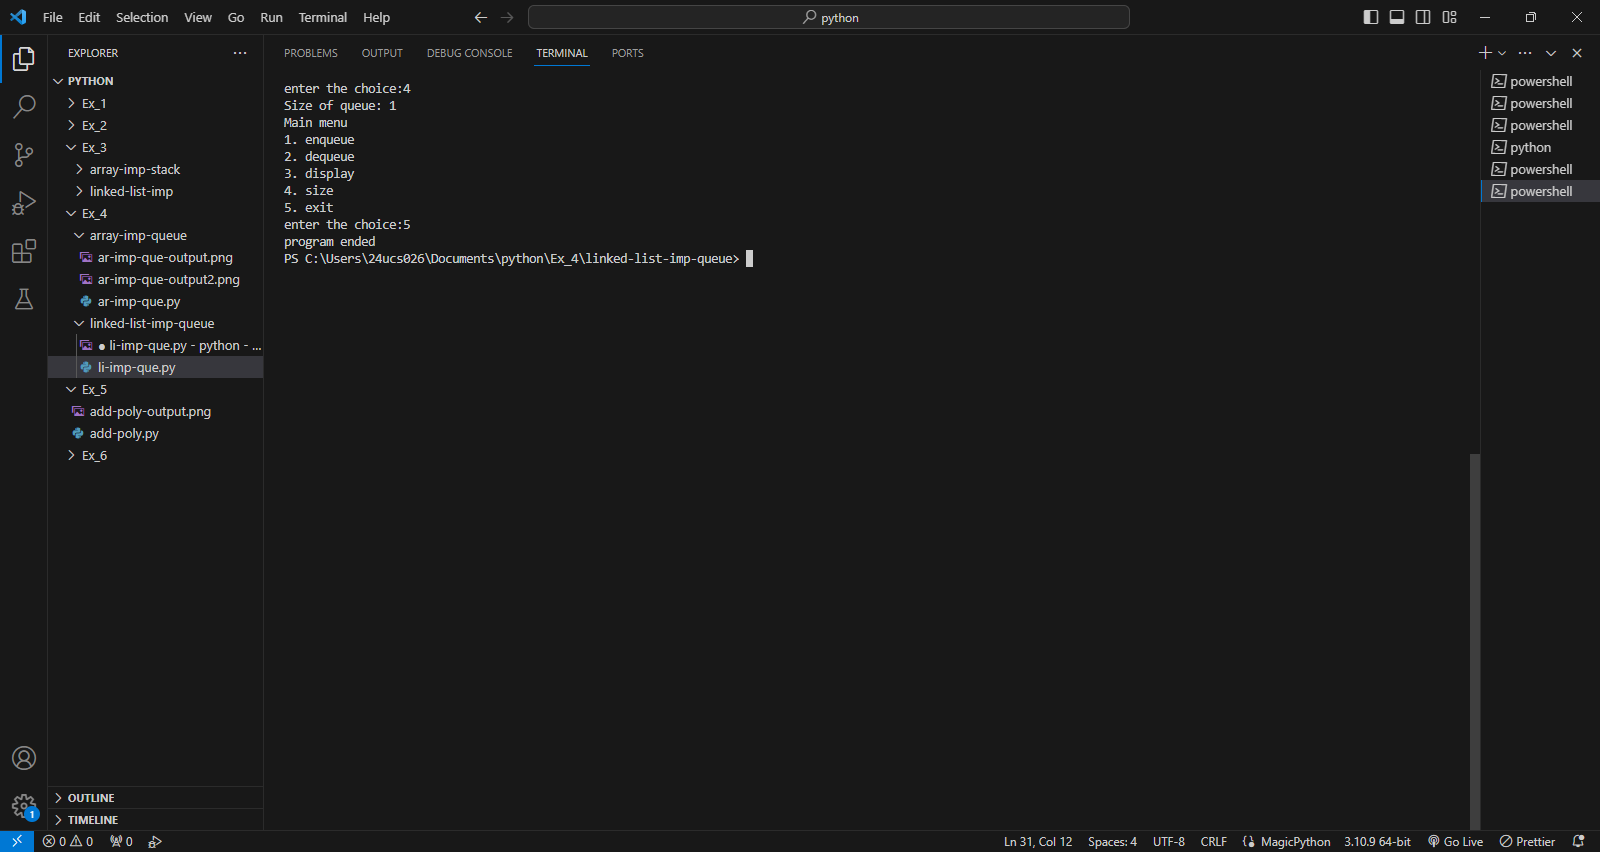 File Edit Selection View Go Run Terminal Help
python
EXPLORER
PYTHON
Ex_1
Ex_2
Ex_3
array-imp-stack
linked-list-imp
Ex_4
array-imp-queue
ar-imp-que-output.png
ar-imp-que-output2.png
ar-imp-que.py
linked-list-imp-queue
● li-imp-que.py - python - ...
li-imp-que.py
Ex_5
add-poly-output.png
add-poly.py
Ex_6
OUTLINE
TIMELINE
PROBLEMS OUTPUT DEBUG CONSOLE TERMINAL PORTS
enter the choice:4
Size of queue: 1
Main menu
1. enqueue
2. dequeue
3. display
4. size
5. exit
enter the choice:5
program ended
PS C:\Users\24ucs026\Documents\python\Ex_4\linked-list-imp-queue>
powershell
powershell
powershell
python
powershell
powershell
1
0 0 0 Ln 31, Col 12 Spaces: 4 UTF-8 CRLF MagicPython 3.10.9 64-bit Go Live Prettier